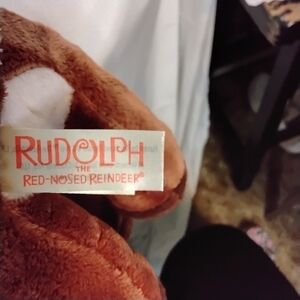 RUDOLPH
THE
RED-NOSED REINDEER®